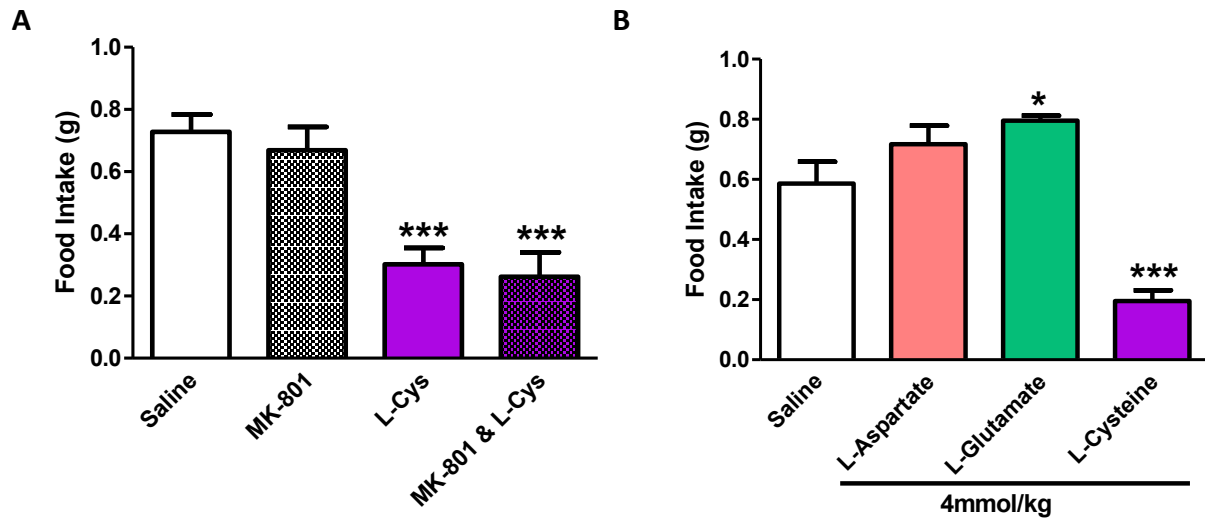 A
Food Intake (g)
1.0
0.8
0.6
0.4
0.2
0.0
***
***
Saline
MK-801
L-Cys
MK-801 & L-Cys
B
Food Intake (g)
1.0
0.8
0.6
0.4
0.2
0.0
*
***
Saline
L-Aspartate
L-Glutamate
L-Cysteine
4mmol/kg